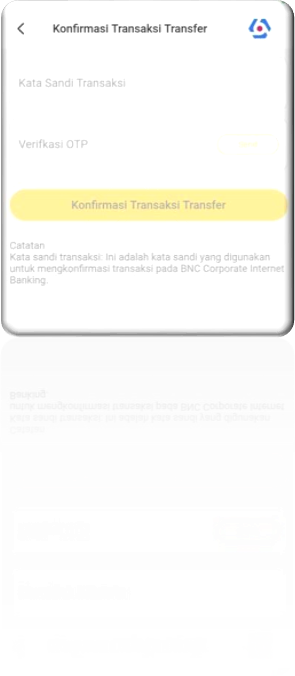 Konfirmasi Transaksi Transfer
Kata Sandi Transaksi
Verifkasi OTP
Konfirmasi Transaksi Transfer
Catatan
Kata sandi transaksi: Ini adalah kata sandi yang digunakan
untuk mengkonfirmasi transaksi pada BNC Corporate Internet
Banking.